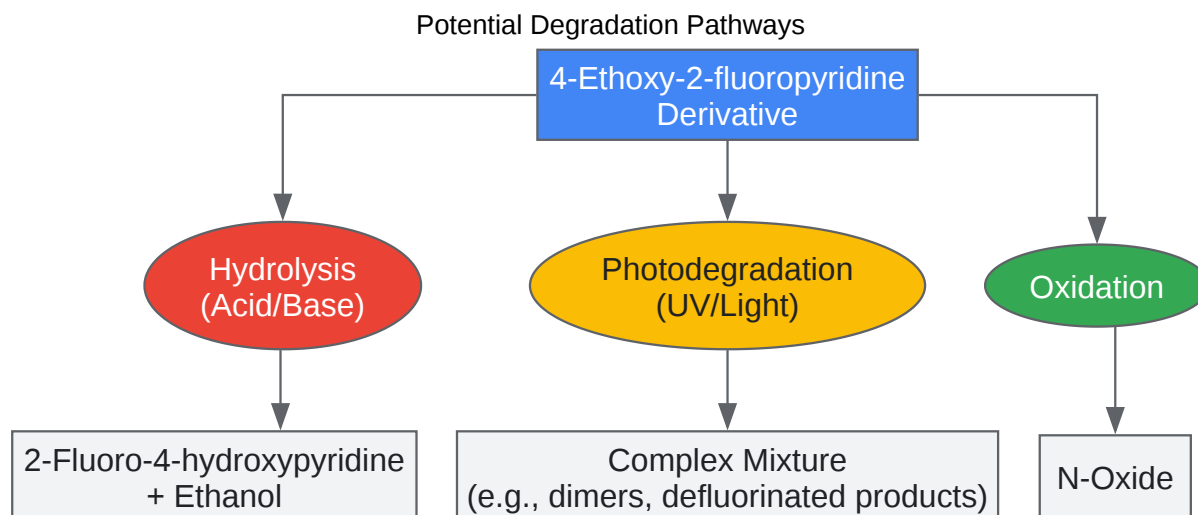 Potential Degradation Pathways
4-Ethoxy-2-fluoropyridine
Derivative
Hydrolysis
(Acid/Base)
Photodegradation
(UV/Light)
Oxidation
2-Fluoro-4-hydroxypyridine
+ Ethanol
Complex Mixture
(e.g., dimers, defluorinated products)
N-Oxide